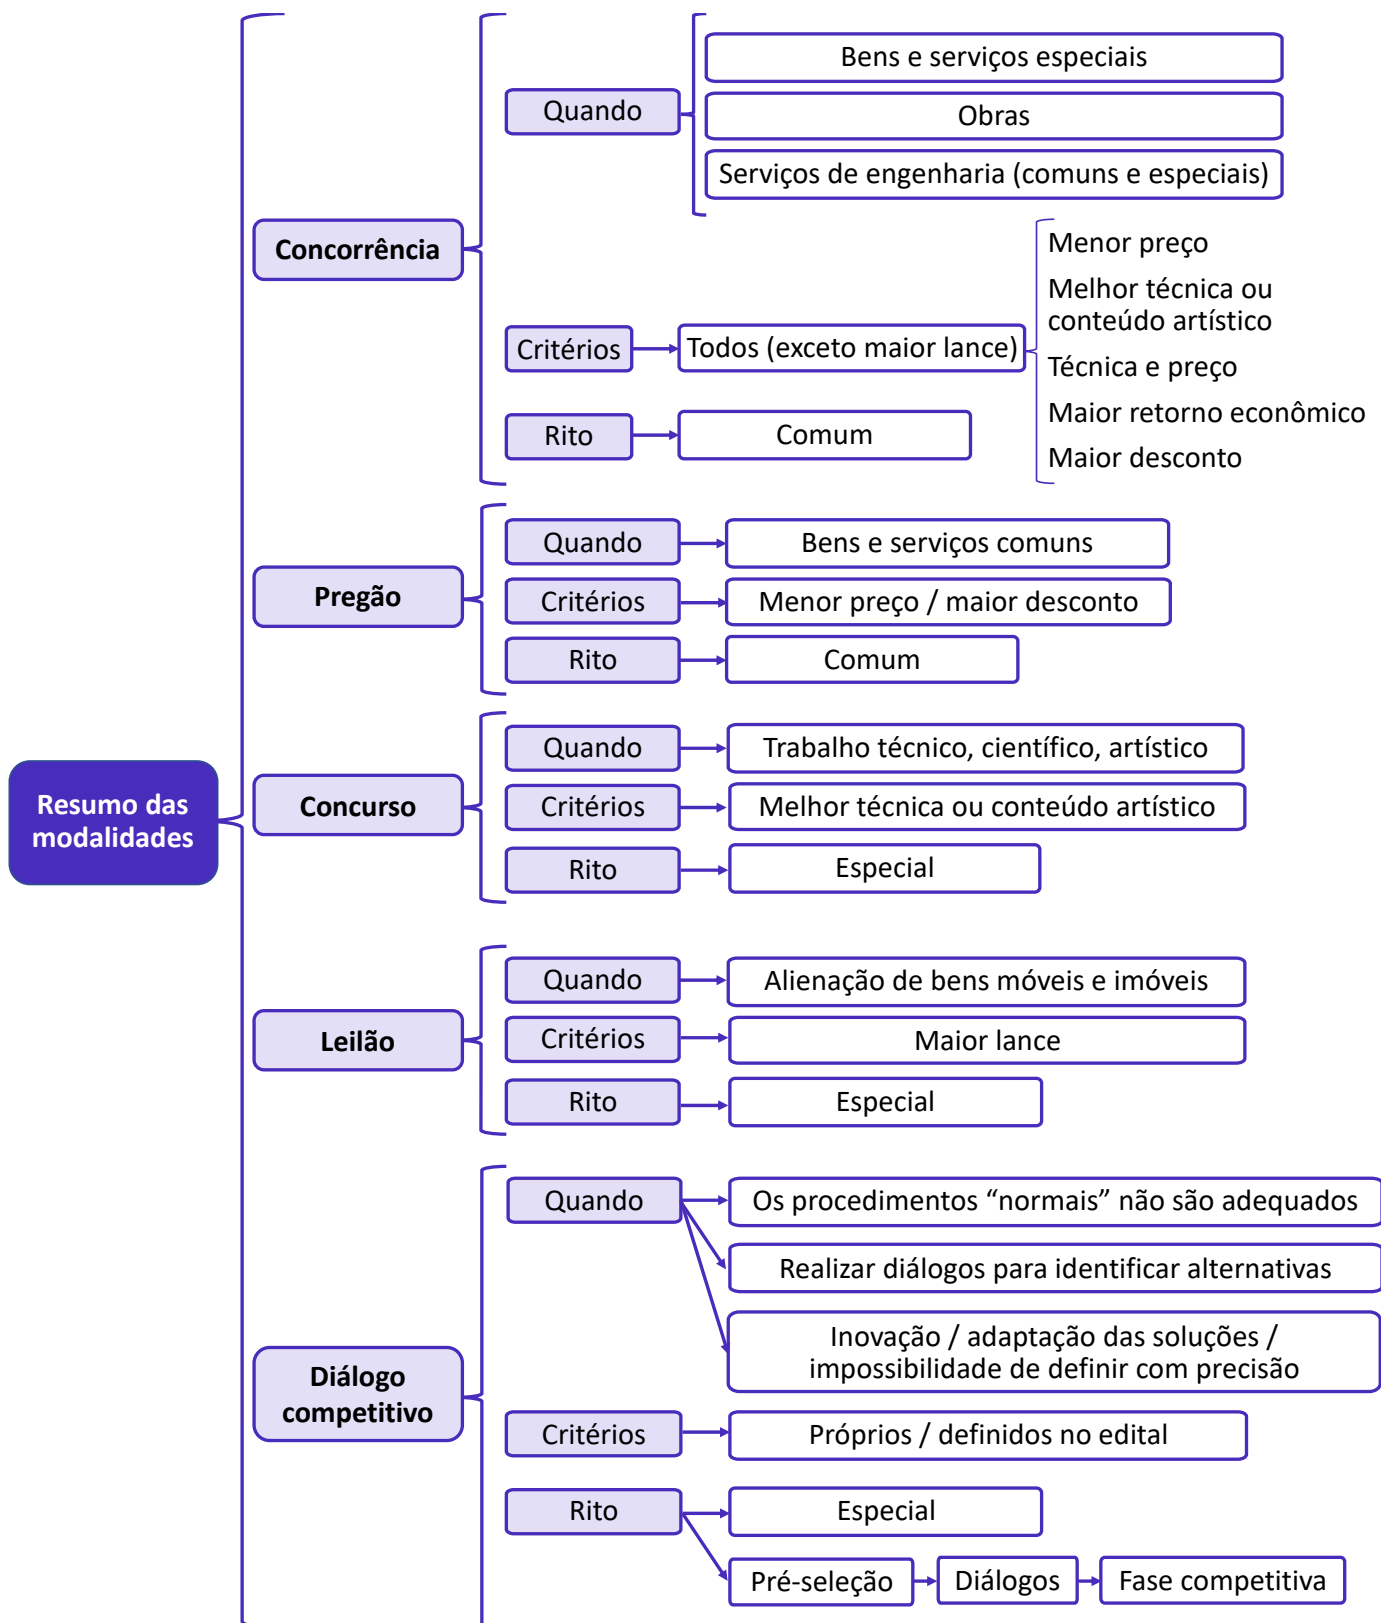 Resumo das
modalidades
Concorrência
Quando
Bens e serviços especiais
Obras
Serviços de engenharia (comuns e especiais)
Critérios
Todos (exceto maior lance)
Menor preço
Melhor técnica ou
conteúdo artístico
Técnica e preço
Maior retorno econômico
Maior desconto
Rito
Comum
Pregão
Quando
Bens e serviços comuns
Critérios
Menor preço / maior desconto
Rito
Comum
Concurso
Quando
Trabalho técnico, científico, artístico
Critérios
Melhor técnica ou conteúdo artístico
Rito
Especial
Leilão
Quando
Alienação de bens móveis e imóveis
Critérios
Maior lance
Rito
Especial
Diálogo
competitivo
Quando
Os procedimentos “normais” não são adequados
Realizar diálogos para identificar alternativas
Inovação / adaptação das soluções /
impossibilidade de definir com precisão
Critérios
Próprios / definidos no edital
Rito
Especial
Pré-seleção
Diálogos
Fase competitiva